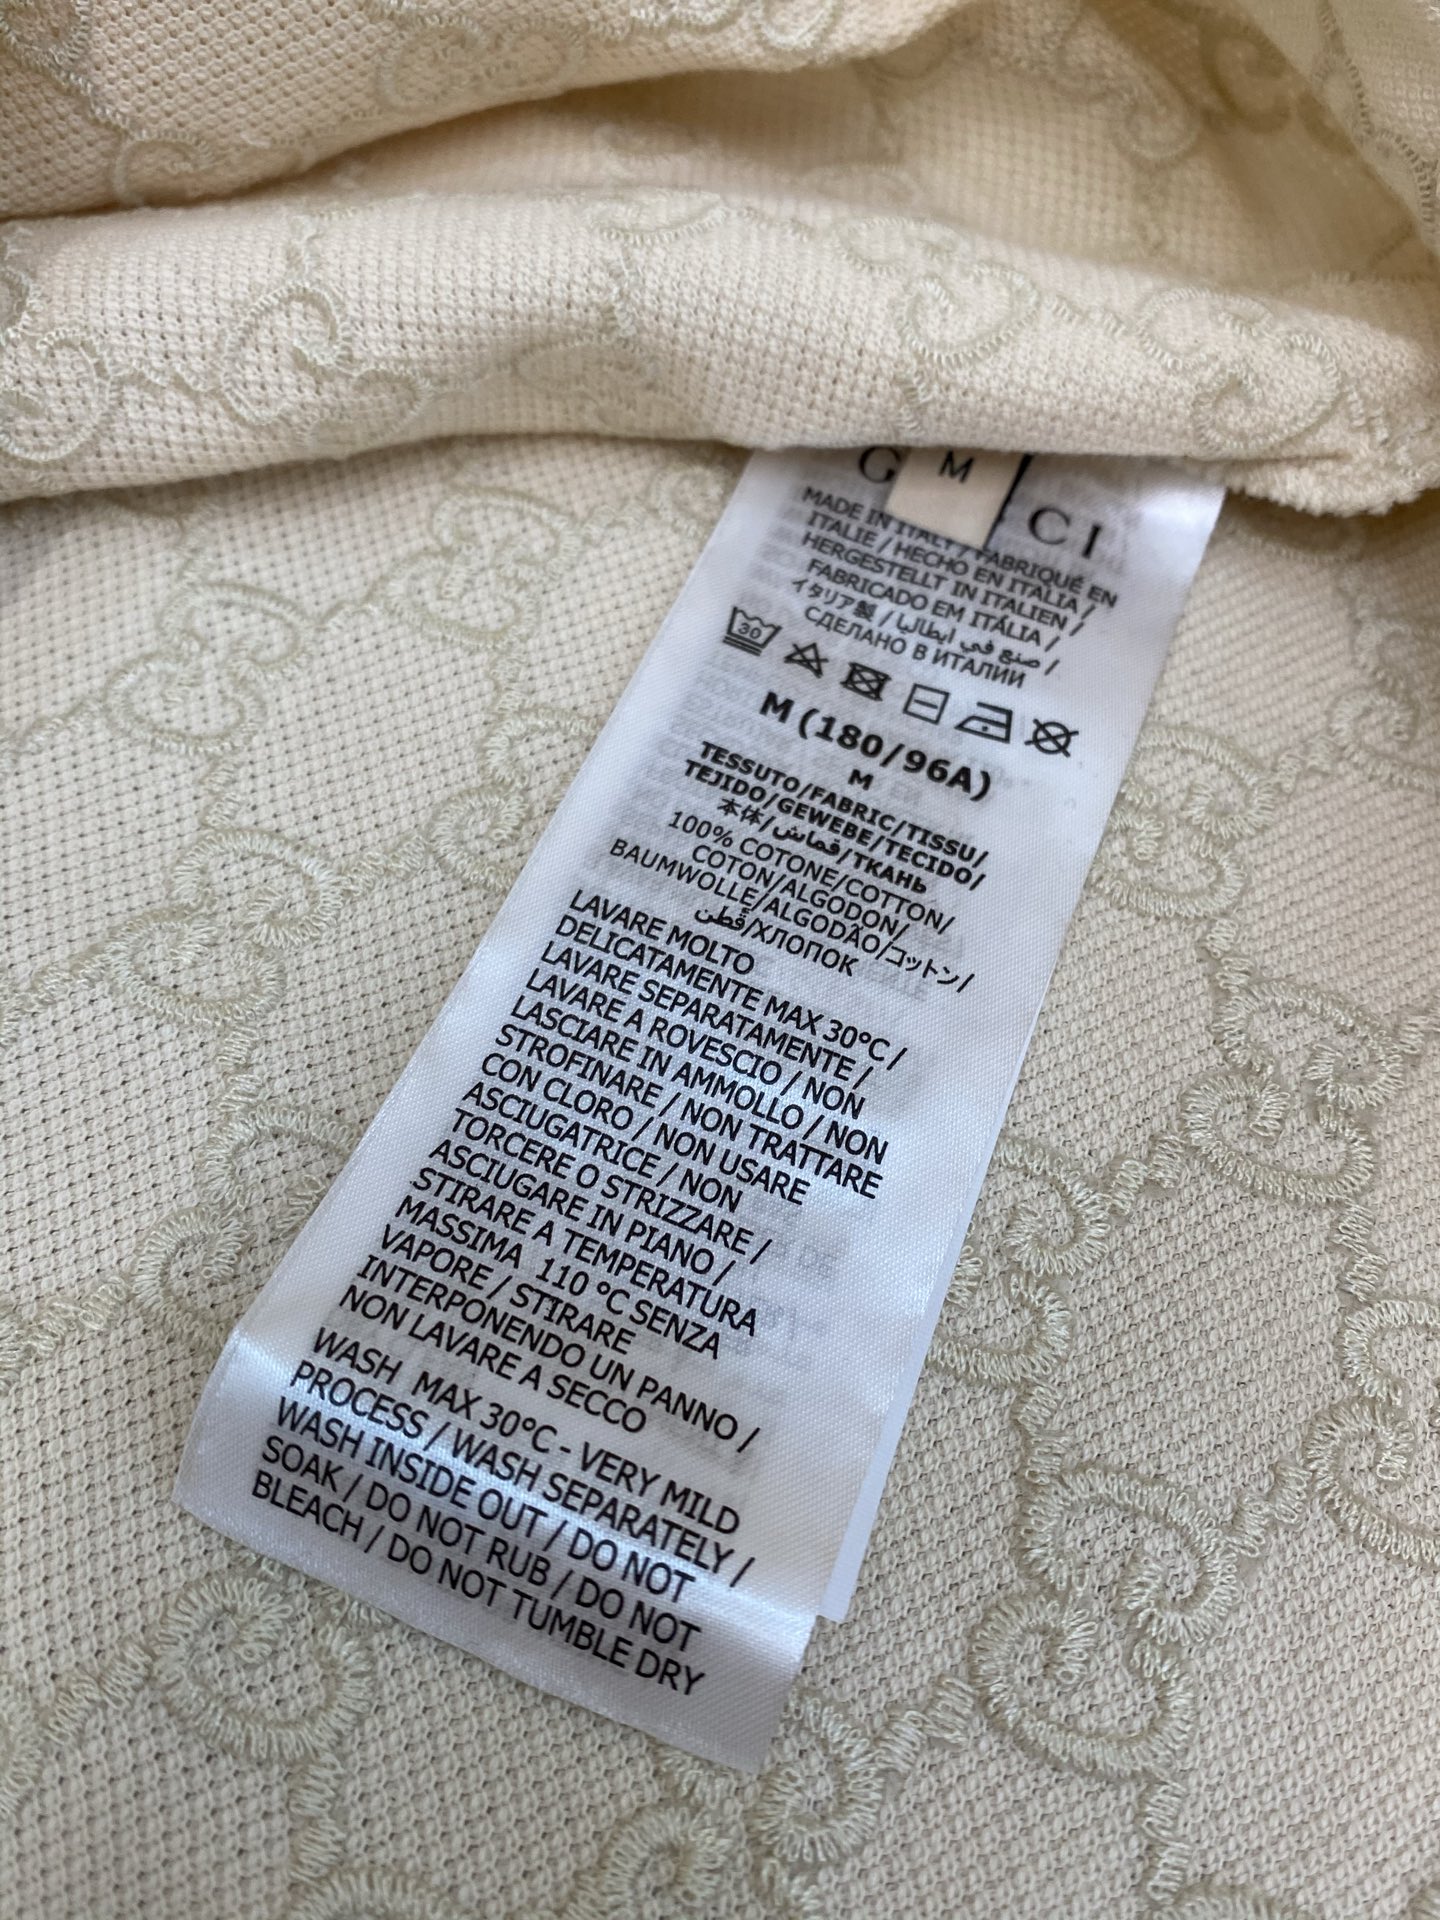 M
G CI
MADE IN ITALY / FABRIQUÉ EN
ITALIE / HECHO EN ITALIA /
HERGESTELLT IN ITALIEN /
FABRICADO EM ITÁLIA /
イタリア製 / صنع في ايطاليا /
СДЕЛАНО В ИТАЛИИ
30
M (180/96A)
M
TESSUTO/FABRIC/TISSU/
TEJIDO/GEWEBE/TECIDO/
本体/قماش/ТКАНЬ
100% COTONE/COTTON/
COTON/ALGODON/
BAUMWOLLE/ALGODÃO/コットン/
قطن/ХЛОПОК
LAVARE MOLTO
DELICATAMENTE MAX 30°C /
LAVARE SEPARATAMENTE /
LAVARE A ROVESCIO / NON
LASCIARE IN AMMOLLO / NON
STROFINARE / NON TRATTARE
CON CLORO / NON USARE
ASCIUGATRICE / NON
TORCERE O STRIZZARE /
ASCIUGARE IN PIANO /
STIRARE A TEMPERATURA
MASSIMA 110 °C SENZA
VAPORE / STIRARE
INTERPONENDO UN PANNO /
NON LAVARE A SECCO
WASH MAX 30°C - VERY MILD
PROCESS / WASH SEPARATELY /
WASH INSIDE OUT / DO NOT
SOAK / DO NOT RUB / DO NOT
BLEACH / DO NOT TUMBLE DRY